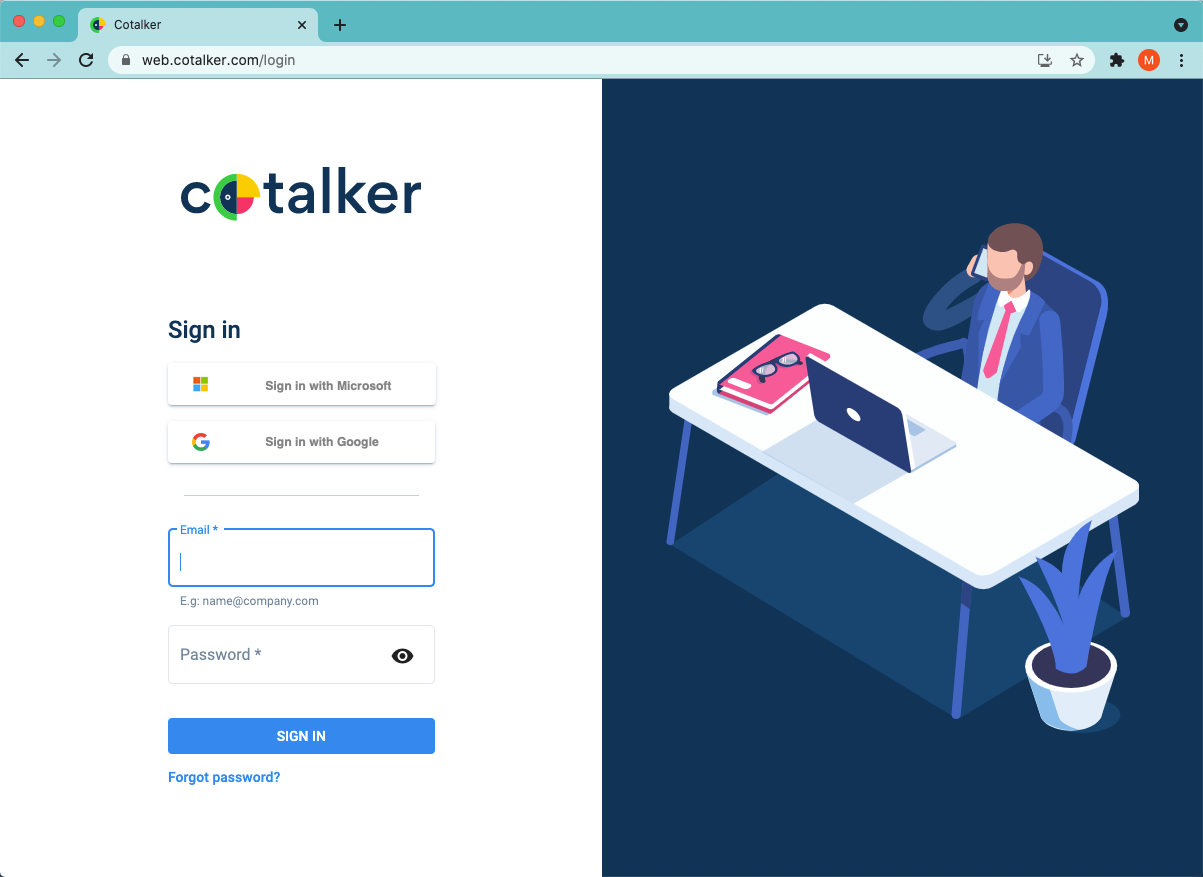 Cotalker
web.cotalker.com/login
M
cotalker
Sign in
Sign in with Microsoft
Sign in with Google
Email *
E.g: name@company.com
Password *
SIGN IN
Forgot password?